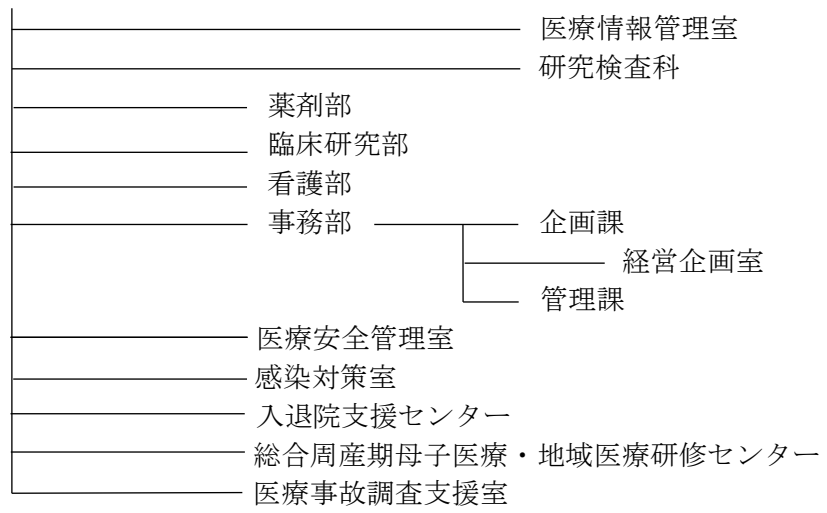 医療情報管理室
研究検査科
薬剤部
臨床研究部
看護部
事務部 企画課
経営企画室
管理課
医療安全管理室
感染対策室
入退院支援センター
総合周産期母子医療・地域医療研修センター
医療事故調査支援室